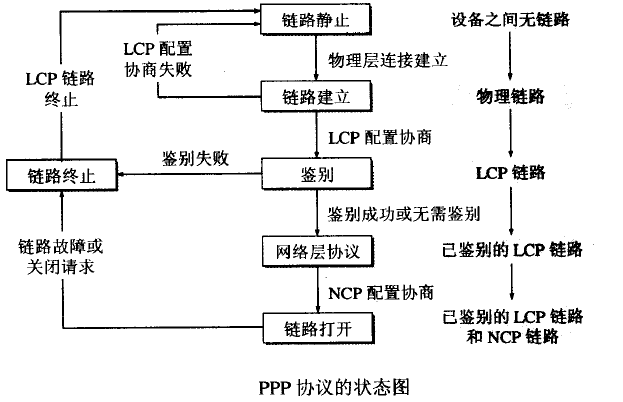 链路静止
设备之间无链路
LCP 配置
协商失败
物理层连接建立
LCP 链路
终止
链路建立
物理链路
LCP 配置协商
鉴别失败
链路终止
鉴别
LCP 链路
鉴别成功或无需鉴别
链路故障或
关闭请求
网络层协议
已鉴别的 LCP 链路
NCP 配置协商
链路打开
已鉴别的 LCP 链路
和 NCP 链路
PPP 协议的状态图